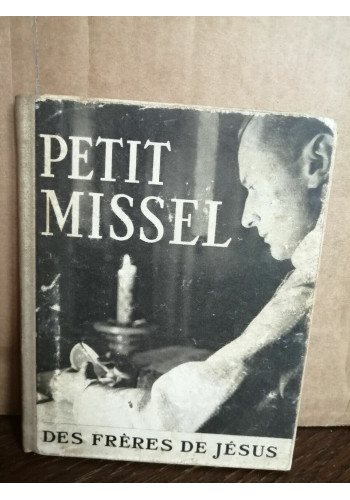 PETIT
MISSEL
DES FRÈRES DE JÉSUS